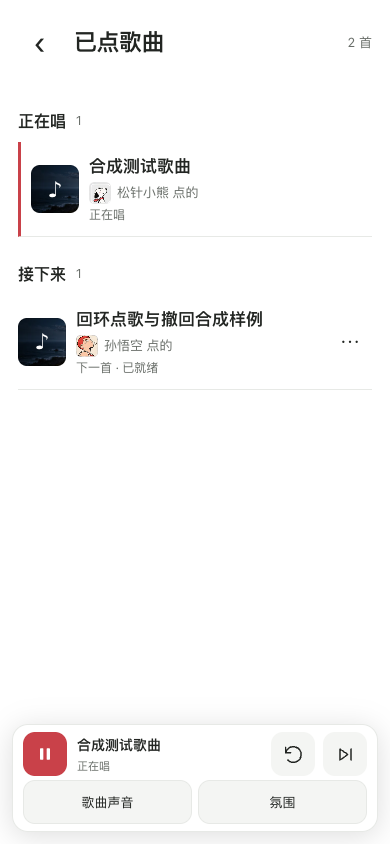 已点歌曲
2 首
正在唱 1
合成测试歌曲
松针小熊 点的
正在唱
接下来 1
回环点歌与撤回合成样例
孙悟空 点的
下一首 · 已就绪
合成测试歌曲
正在唱
歌曲声音
氛围